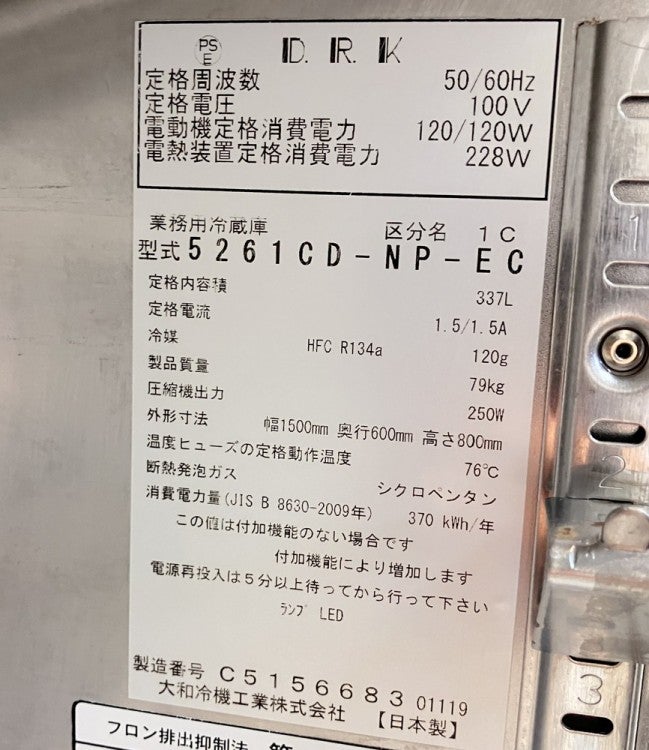 PS
E
D.R.K
定格周波数 50/60Hz
定格電圧 100V
電動機定格消費電力 120/120W
電熱装置定格消費電力 228W
業務用冷蔵庫 区分名 1C
型式 5261CD-NP-EC
定格内容積 337L
定格電流 1.5/1.5A
冷媒 HFC R134a 120g
製品質量 79kg
圧縮機出力 250W
外形寸法 幅1500mm 奥行600mm 高さ800mm
温度ヒューズの定格動作温度 76℃
断熱発泡ガス シクロペンタン
消費電力量(JIS B 8630-2009年) 370 kWh/年
この値は付加機能のない場合です
付加機能により増加します
電源再投入は5分以上待ってから行って下さい
ﾗﾝﾌﾟ LED
製造番号 C5156683 01119
大和冷機工業株式会社 【日本製】
フロン排出抑制法
1
2
3